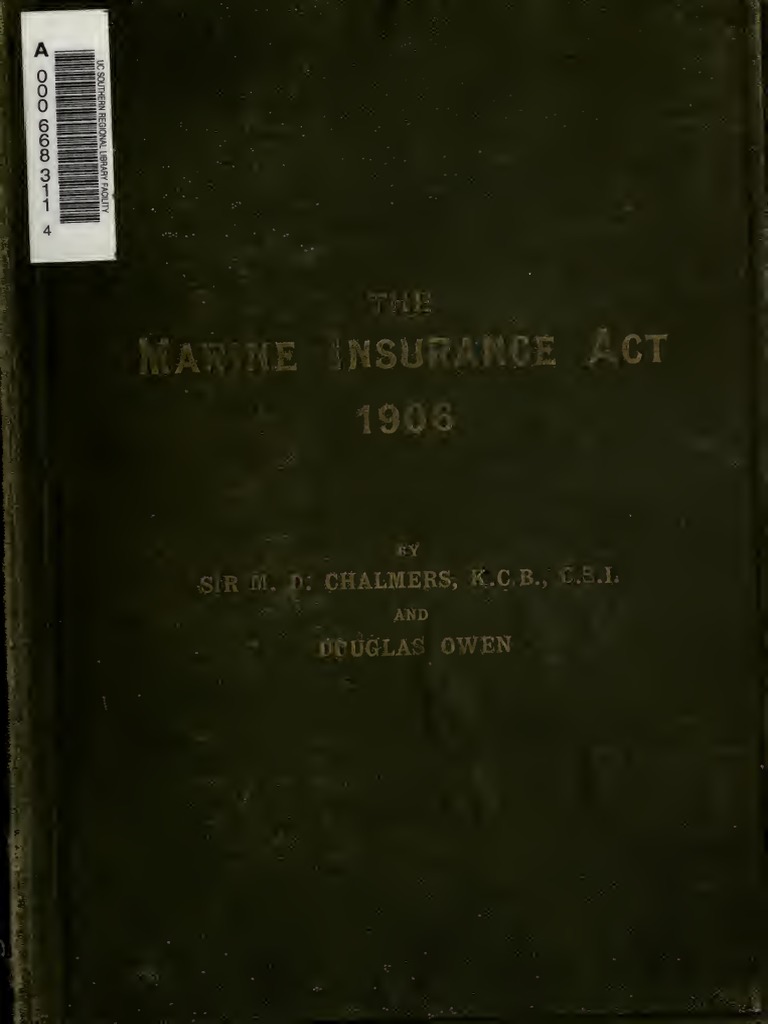 A
000 668 311
4
UC SOUTHERN REGIONAL LIBRARY FACILITY
THE
MARINE INSURANCE ACT
1906
BY
SIR M. D. CHALMERS, K.C.B., C.S.I.
AND
DOUGLAS OWEN